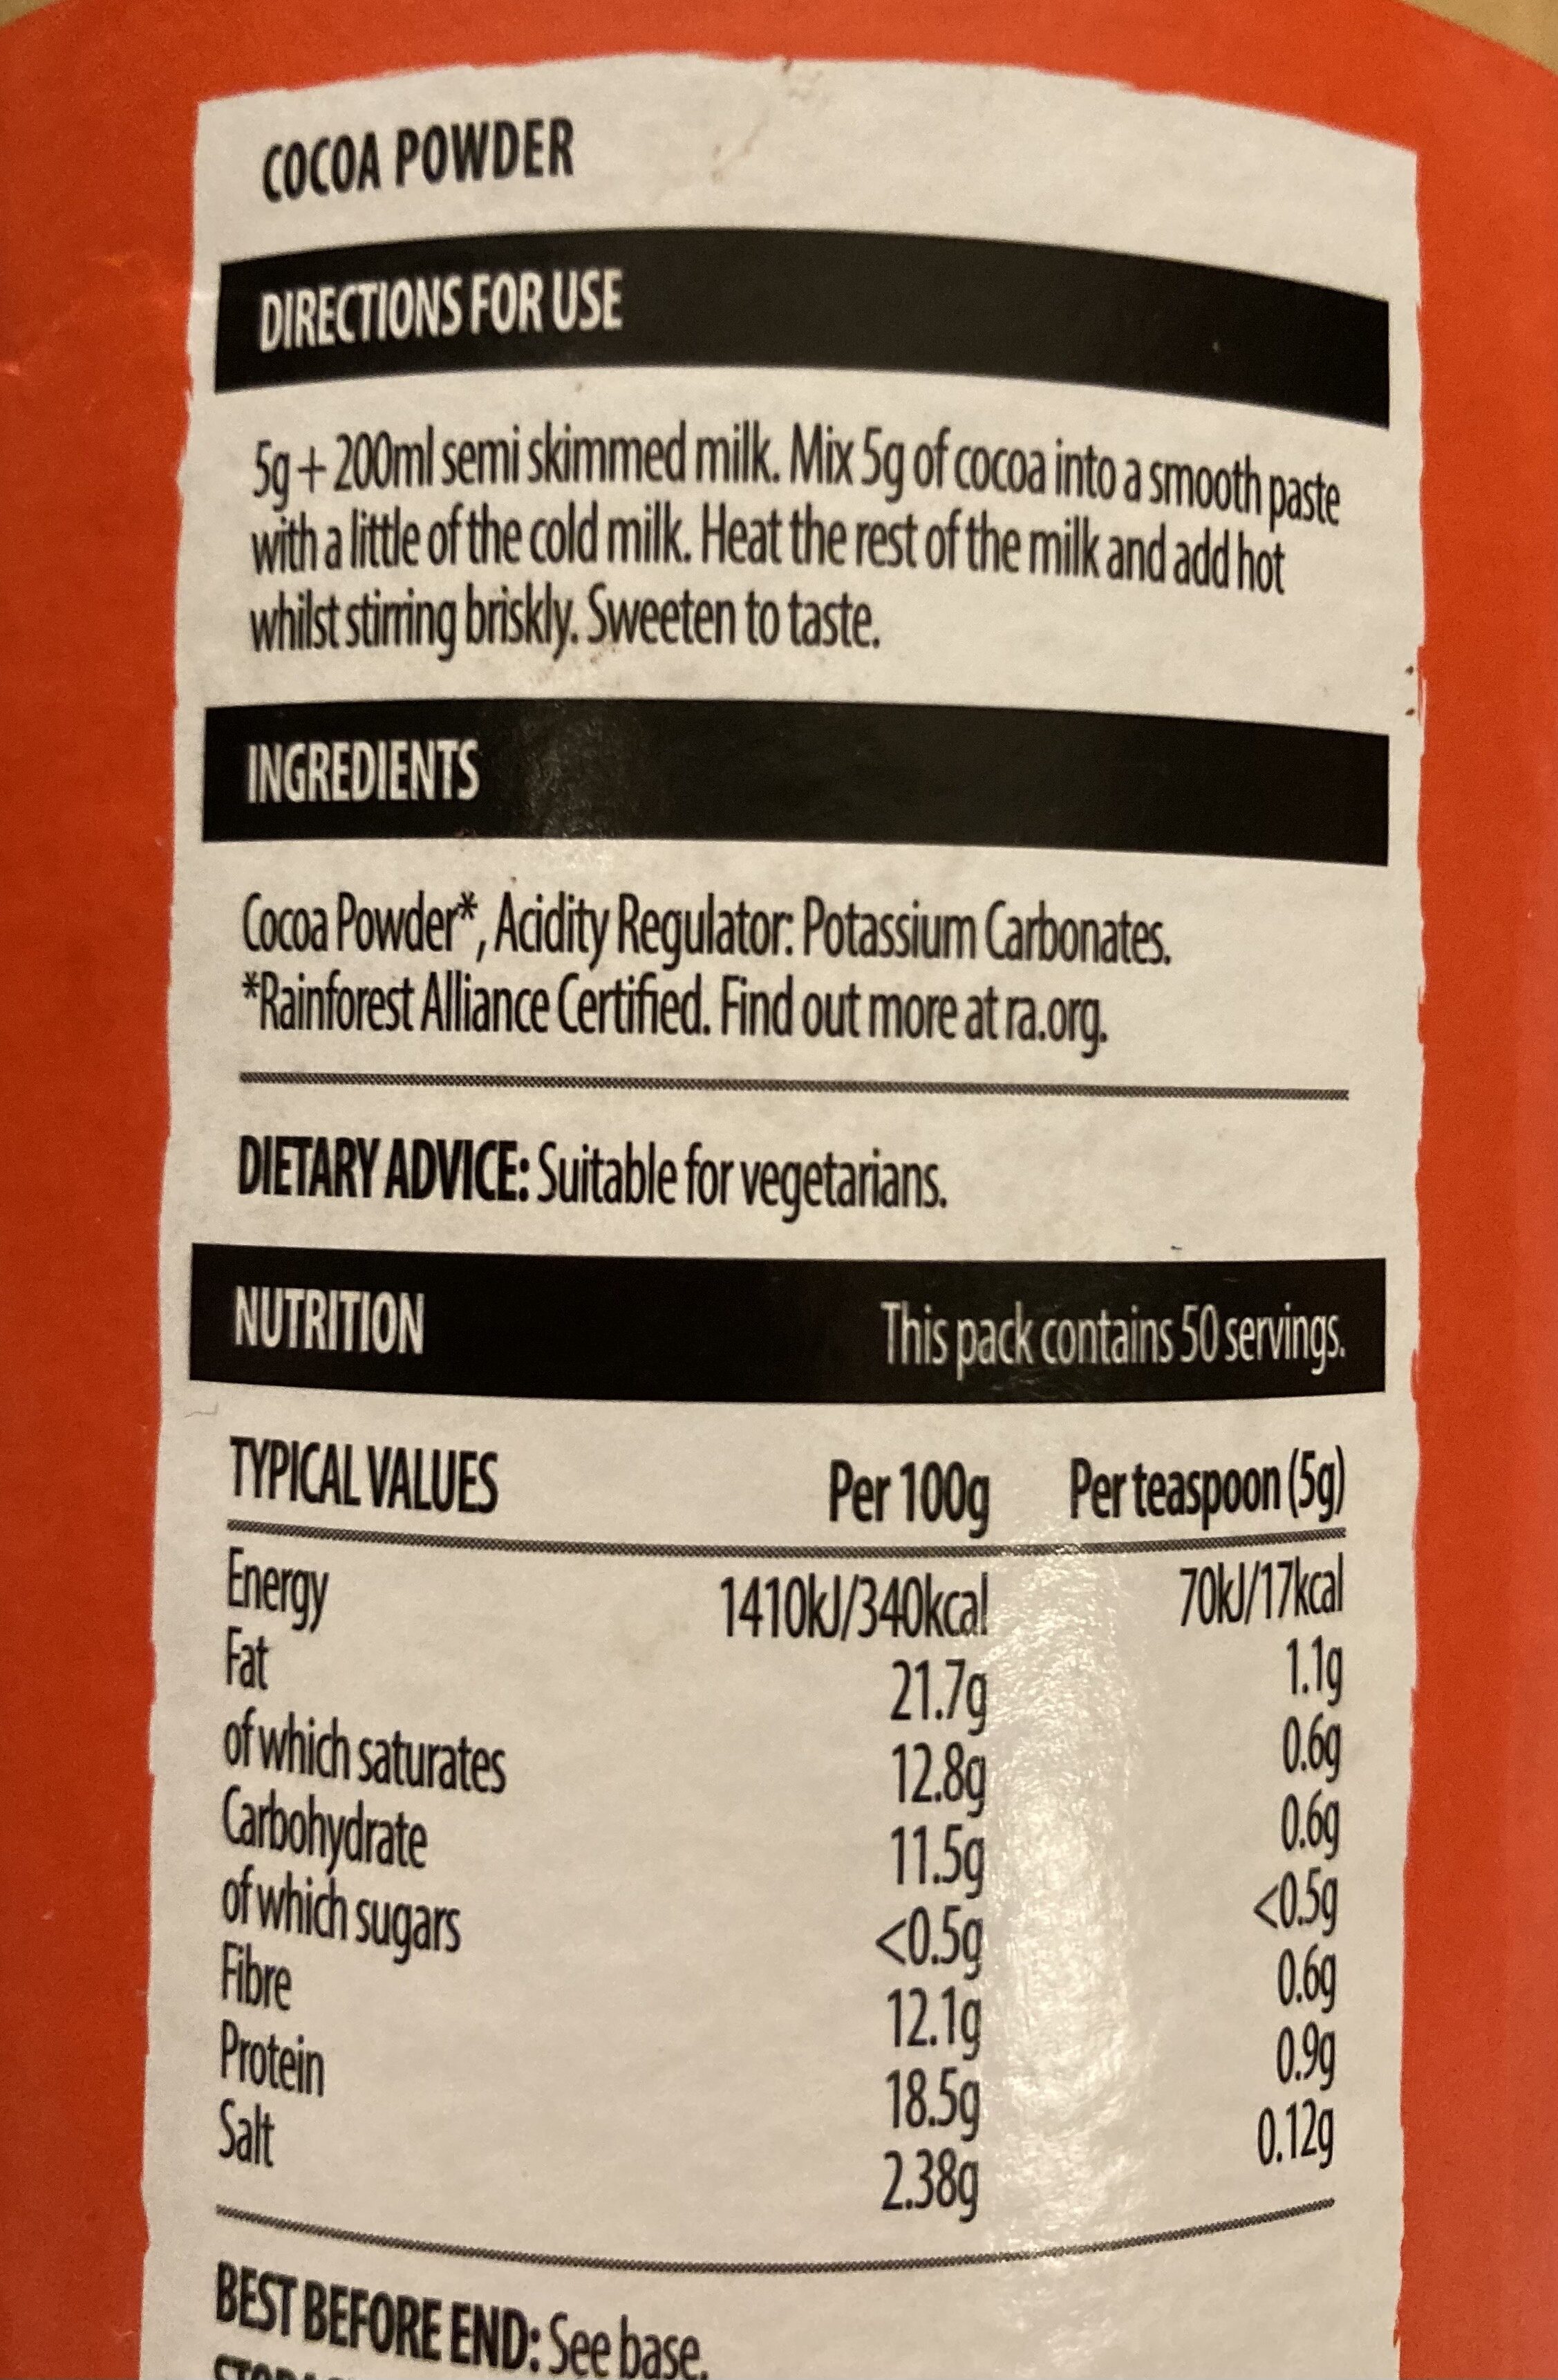 COCOA POWDER
DIRECTIONS FOR USE
5g + 200ml semi skimmed milk. Mix 5g of cocoa into a smooth paste
with a little of the cold milk. Heat the rest of the milk and add hot
whilst stirring briskly. Sweeten to taste.
INGREDIENTS
Cocoa Powder*, Acidity Regulator: Potassium Carbonates.
*Rainforest Alliance Certified. Find out more at ra.org.
DIETARY ADVICE: Suitable for vegetarians.
NUTRITION This pack contains 50 servings.
TYPICAL VALUES Per 100g Per teaspoon (5g)
Energy 1410kJ/340kcal 70kJ/17kcal
Fat 21.7g 1.1g
of which saturates 12.8g 0.6g
Carbohydrate 11.5g 0.6g
of which sugars <0.5g <0.5g
Fibre 12.1g 0.6g
Protein 18.5g 0.9g
Salt 2.38g 0.12g
BEST BEFORE END: See base.